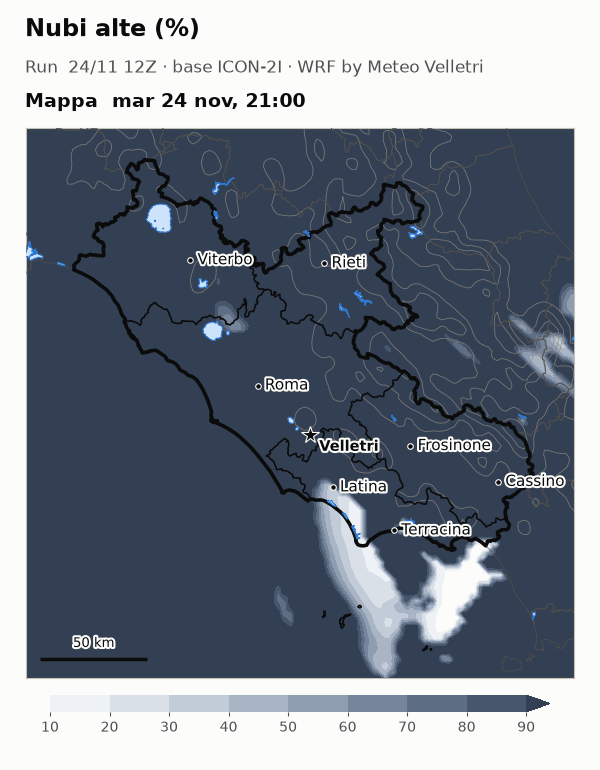 Nubi alte (%)
Run  24/11 12Z · base ICON-2I · WRF by Meteo Velletri
Mappa  mar 24 nov, 21:00
Viterbo
Rieti
Roma
Velletri
Frosinone
Cassino
Latina
Terracina
50 km
10 20 30 40 50 60 70 80 90